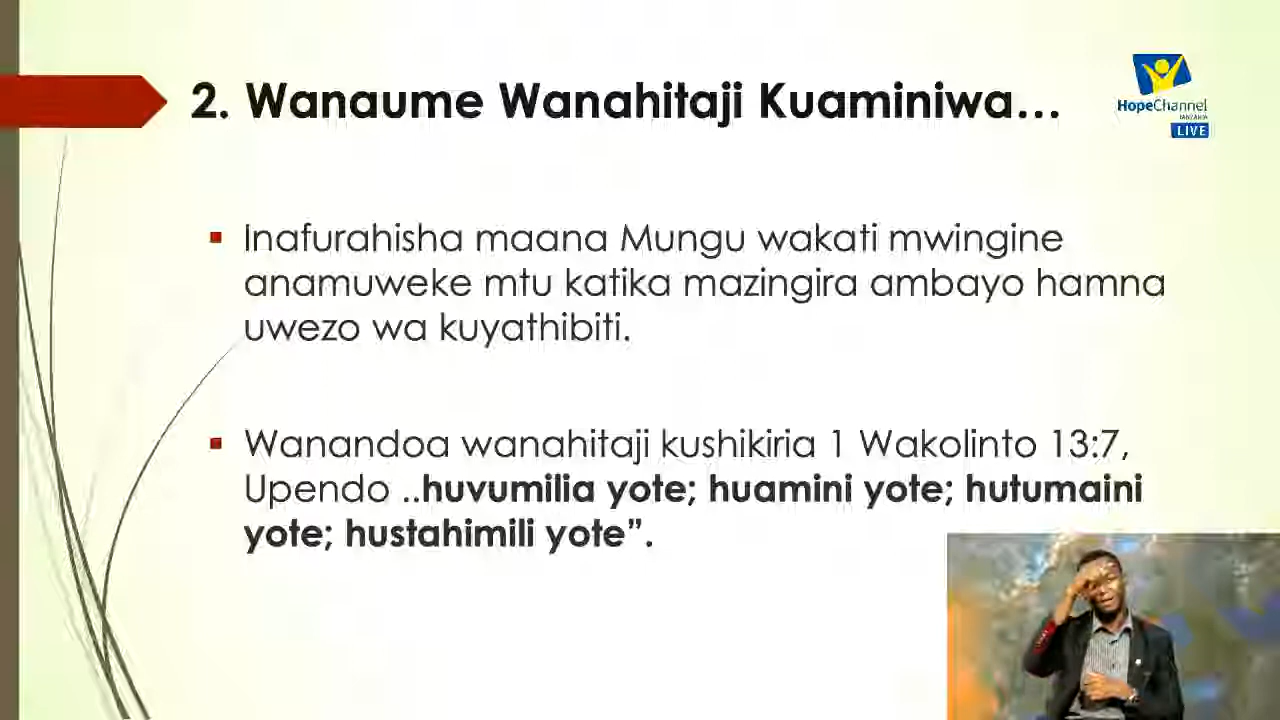 2. Wanaume Wanahitaji Kuaminiwa…
HopeChannel
TANZANIA
LIVE
Inafurahisha maana Mungu wakati mwingine
anamuweke mtu katika mazingira ambayo hamna
uwezo wa kuyathibiti.
Wanandoa wanahitaji kushikiria 1 Wakolinto 13:7,
Upendo ..huvumilia yote; huamini yote; hutumaini
yote; hustahimili yote”.